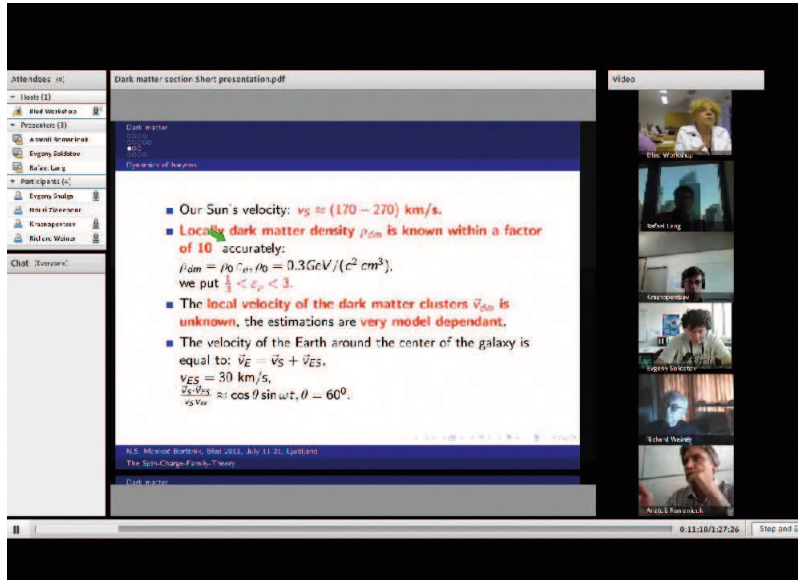 Attendees
Dark matter section Short presentation.pdf
Video
Hosts (1)
Bled Workshop
Presenters (3)
Evgeny Soldatov
Rafael Lang
Participants (4)
Evgeny Shulga
Krasnopevtsev
Richard Weiner
Chat (Everyone)
Dark matter
Dynamics of baryons
Our Sun's velocity: vS ≈ (170 − 270) km/s.
Locally dark matter density ρdm is known within a factor
of 10 accurately:
ρdm = ρ0 ερ, ρ0 = 0.3GeV/(c² cm³),
we put 1/3 < ερ < 3.
The local velocity of the dark matter clusters v⃗dm is
unknown, the estimations are very model dependant.
The velocity of the Earth around the center of the galaxy is
equal to: v⃗E = v⃗S + v⃗ES,
vES = 30 km/s,
v⃗S·v⃗ES / vS vES ≈ cos θ sin ωt, θ = 60⁰.
N.S. Mankoč Borštnik, Bled 2011, July 11-21, Ljubljana
The Spin-Charge-Family-Theory
Dark matter
Bled Workshop
Rafael Lang
Krasnopevtsev
Evgeny Soldatov
Richard Weiner
Anatoli Romaniouk
0:11:10/1:27:26
Stop and